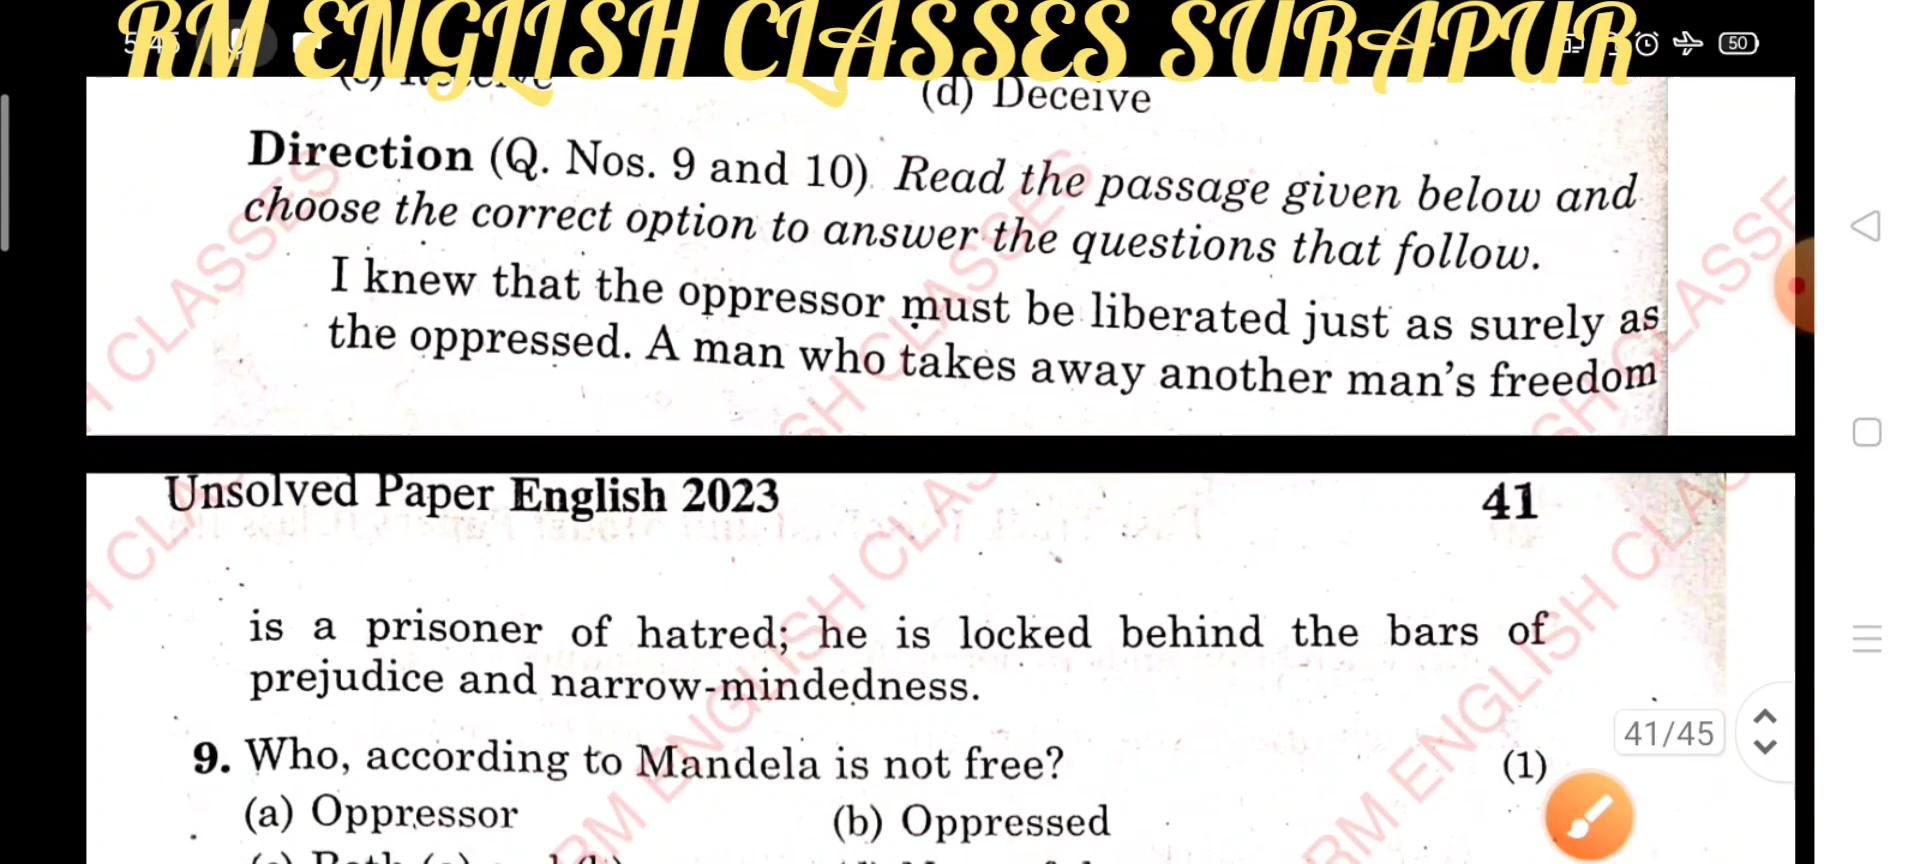 RM ENGLISH CLASSES SURAPUR
50
(d) Deceive
Direction (Q. Nos. 9 and 10) Read the passage given below and
choose the correct option to answer the questions that follow.
I knew that the oppressor must be liberated just as surely as
the oppressed. A man who takes away another man's freedom
Unsolved Paper English 2023 41
is a prisoner of hatred; he is locked behind the bars of
prejudice and narrow-mindedness.
41/45
9. Who, according to Mandela is not free? (1)
(a) Oppressor (b) Oppressed
RM ENGLISH CLASSES